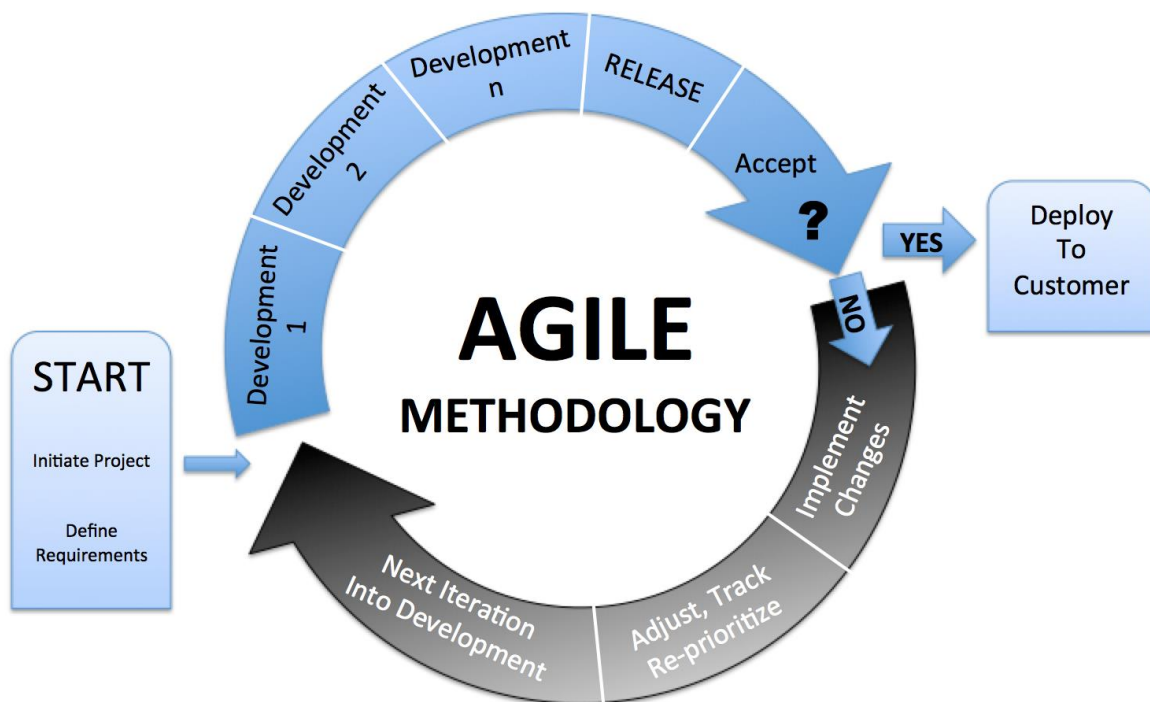 START
Initiate Project
Define
Requirements
Development
1
Development
2
Development
n
RELEASE
Accept
?
YES
Deploy
To
Customer
NO
Implement
Changes
Adjust, Track
Re-prioritize
Next Iteration
Into Development
AGILE
METHODOLOGY